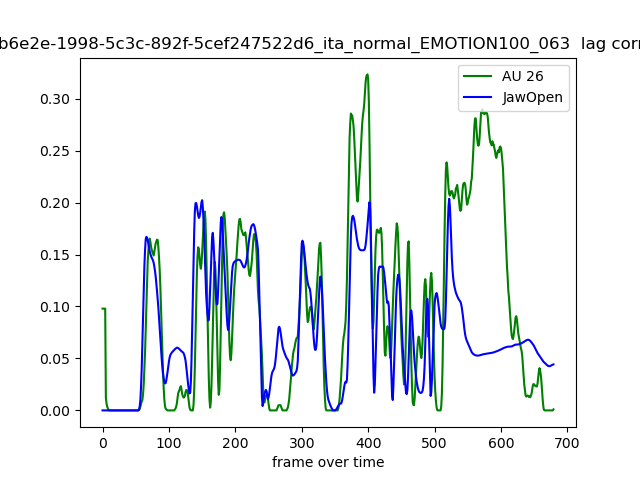 b6e2e-1998-5c3c-892f-5cef247522d6_ita_normal_EMOTION100_063 lag corr
AU 26
JawOpen
0.30
0.25
0.20
0.15
0.10
0.05
0.00
0 100 200 300 400 500 600 700
frame over time